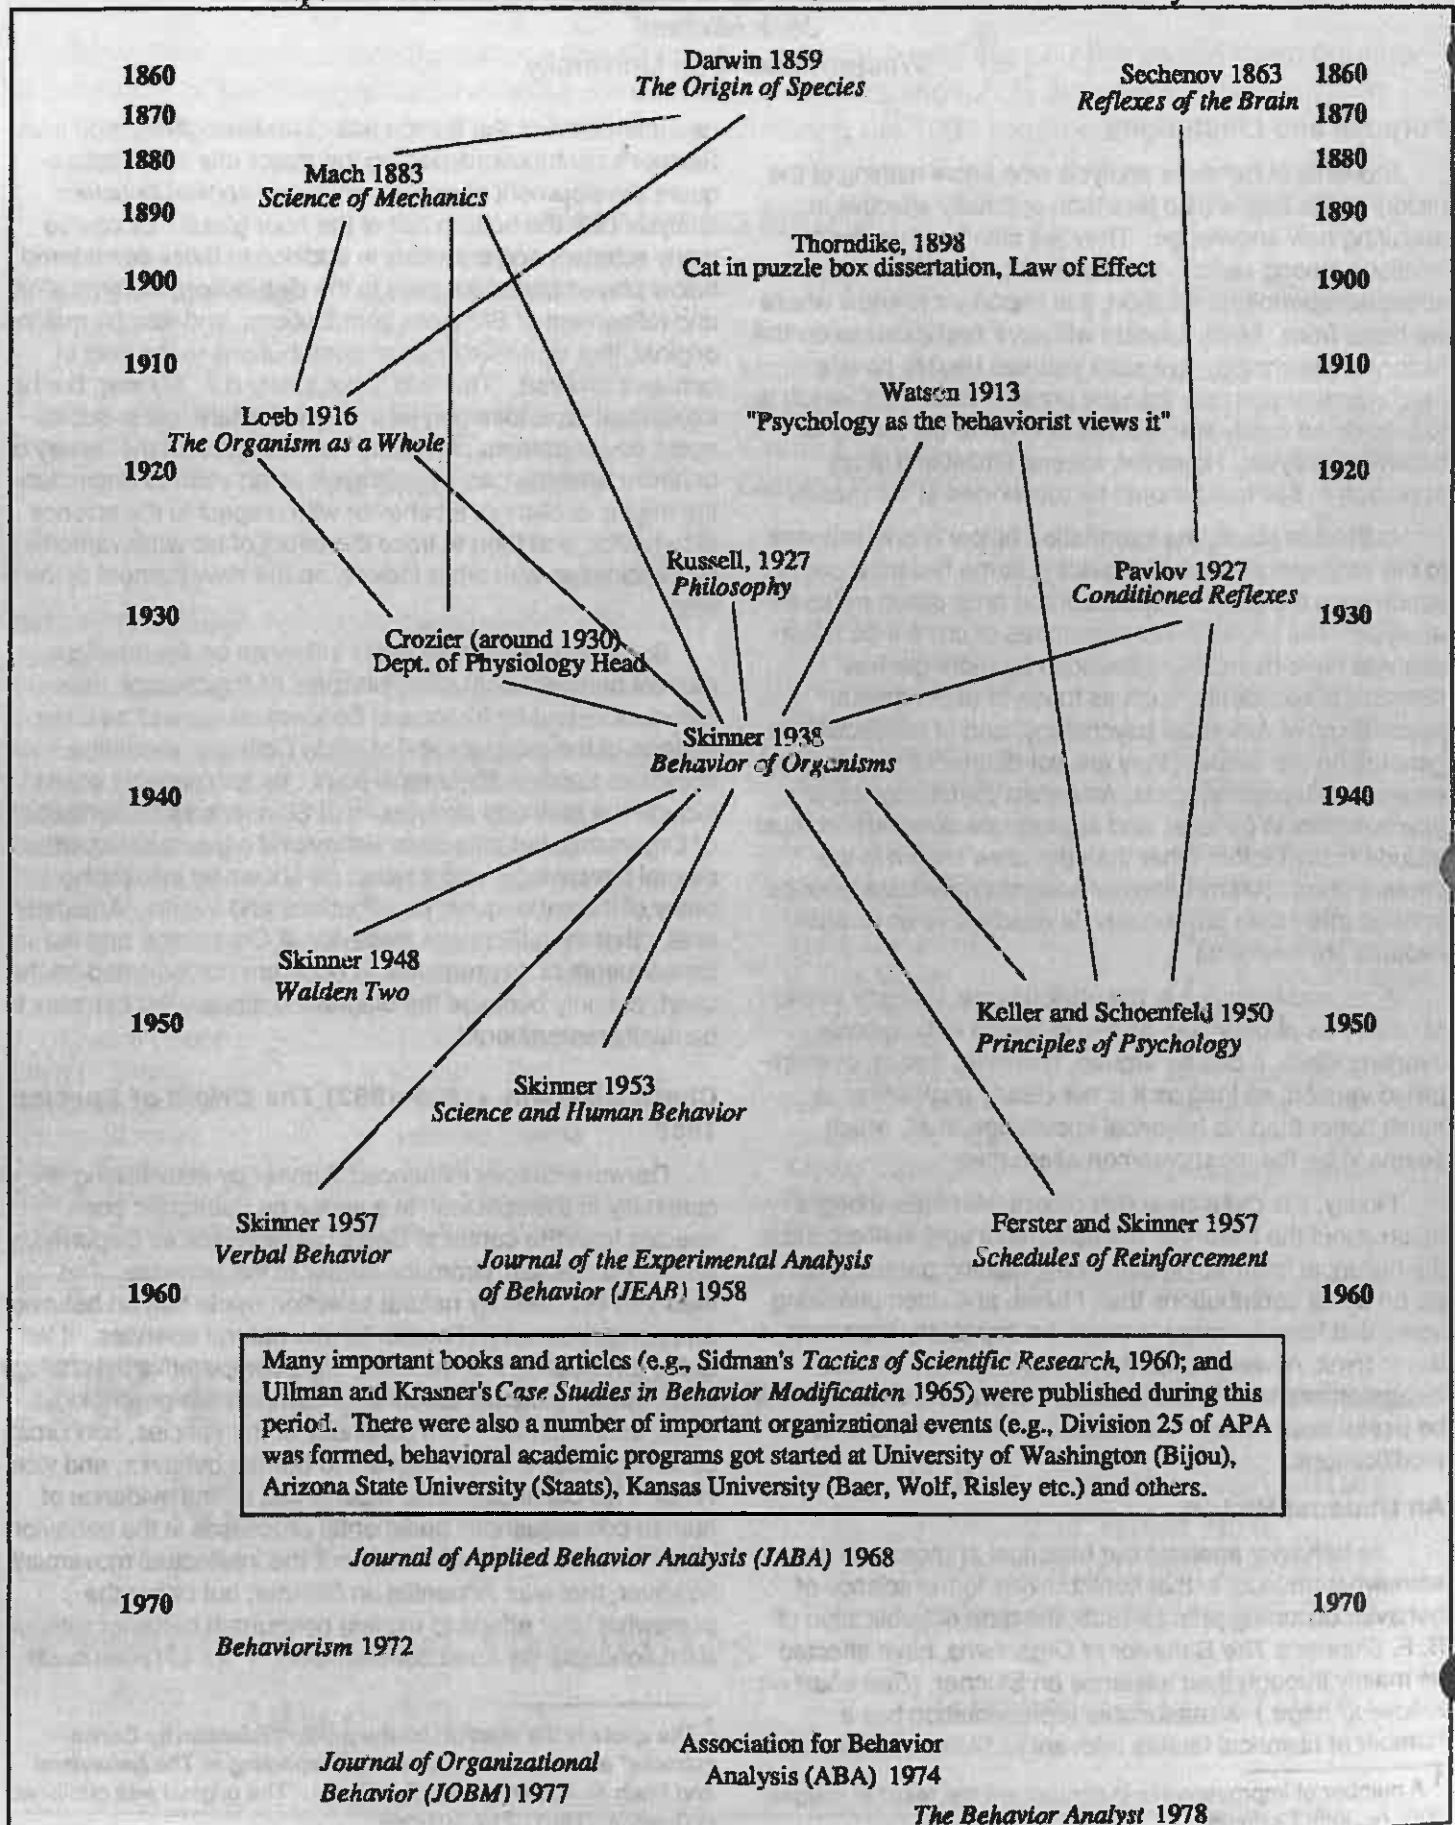 Darwin 1859
The Origin of Species
Sechenov 1863
Reflexes of the Brain
1860
1860
1870
1870
1880
1880
Mach 1883
Science of Mechanics
1890
1890
Thorndike, 1898
Cat in puzzle box dissertation, Law of Effect
1900
1900
1910
1910
Watson 1913
"Psychology as the behaviorist views it"
Loeb 1916
The Organism as a Whole
1920
1920
Russell, 1927
Philosophy
Pavlov 1927
Conditioned Reflexes
1930
1930
Crozier (around 1930)
Dept. of Physiology Head
Skinner 1938
Behavior of Organisms
1940
1940
Skinner 1948
Walden Two
Keller and Schoenfeld 1950
Principles of Psychology
1950
1950
Skinner 1953
Science and Human Behavior
Skinner 1957
Verbal Behavior
Ferster and Skinner 1957
Schedules of Reinforcement
Journal of the Experimental Analysis
of Behavior (JEAB) 1958
1960
1960
Many important books and articles (e.g., Sidman's Tactics of Scientific Research, 1960; and
Ullman and Krasner's Case Studies in Behavior Modification 1965) were published during this
period. There were also a number of important organizational events (e.g., Division 25 of APA
was formed, behavioral academic programs got started at University of Washington (Bijou),
Arizona State University (Staats), Kansas University (Baer, Wolf, Risley etc.) and others.
Journal of Applied Behavior Analysis (JABA) 1968
1970
1970
Behaviorism 1972
Association for Behavior
Analysis (ABA) 1974
Journal of Organizational
Behavior (JOBM) 1977
The Behavior Analyst 1978